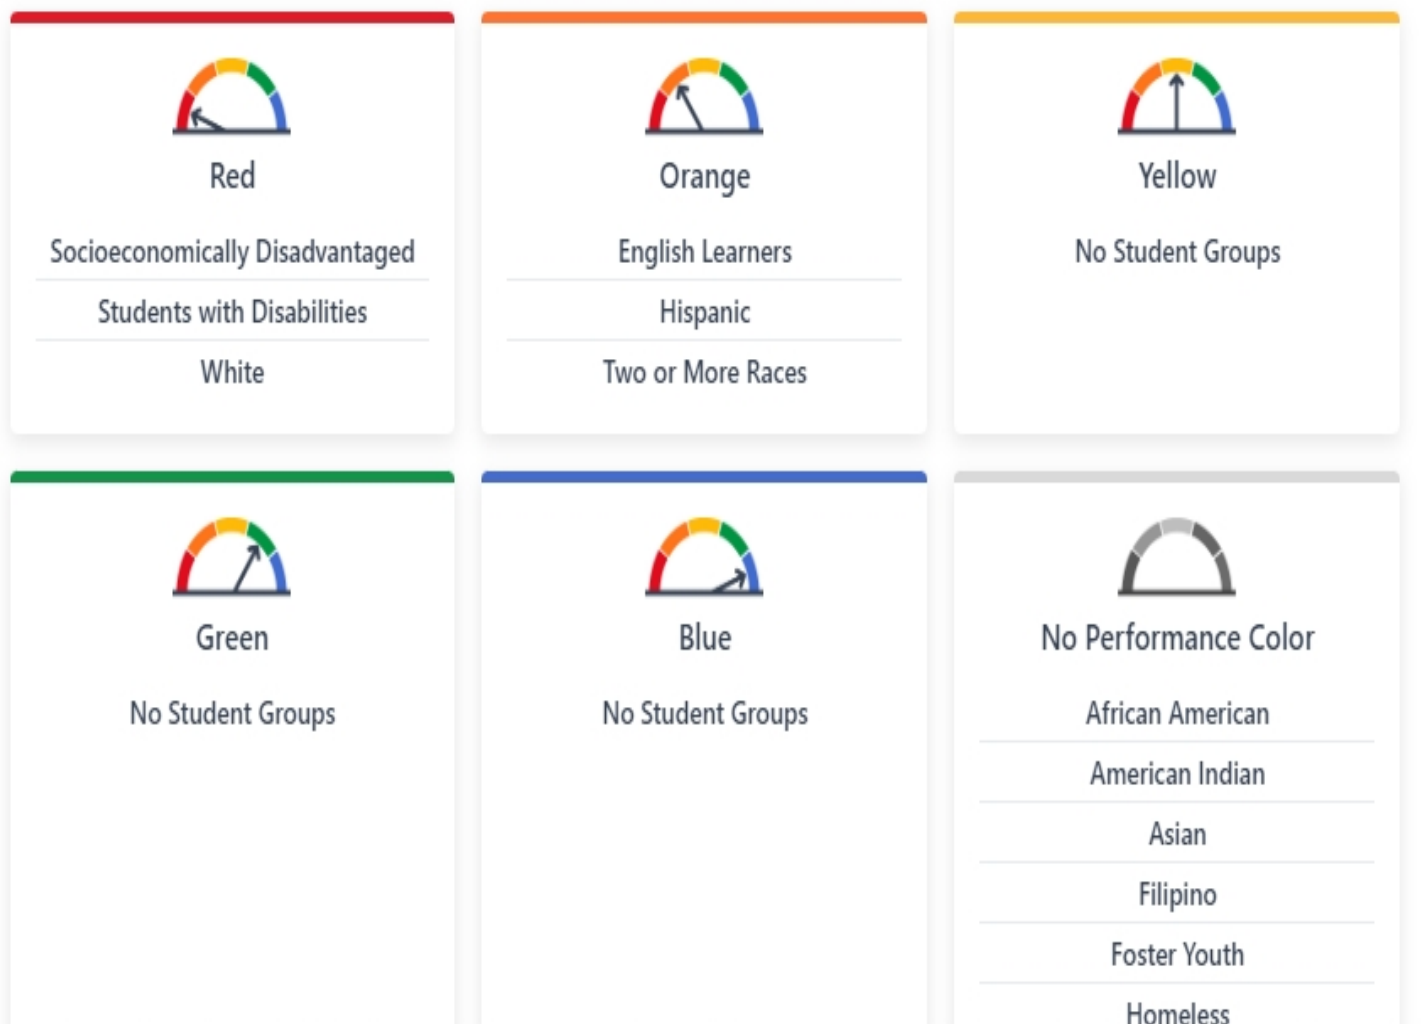 Red
Socioeconomically Disadvantaged
Students with Disabilities
White
Orange
English Learners
Hispanic
Two or More Races
Yellow
No Student Groups
Green
No Student Groups
Blue
No Student Groups
No Performance Color
African American
American Indian
Asian
Filipino
Foster Youth
Homeless